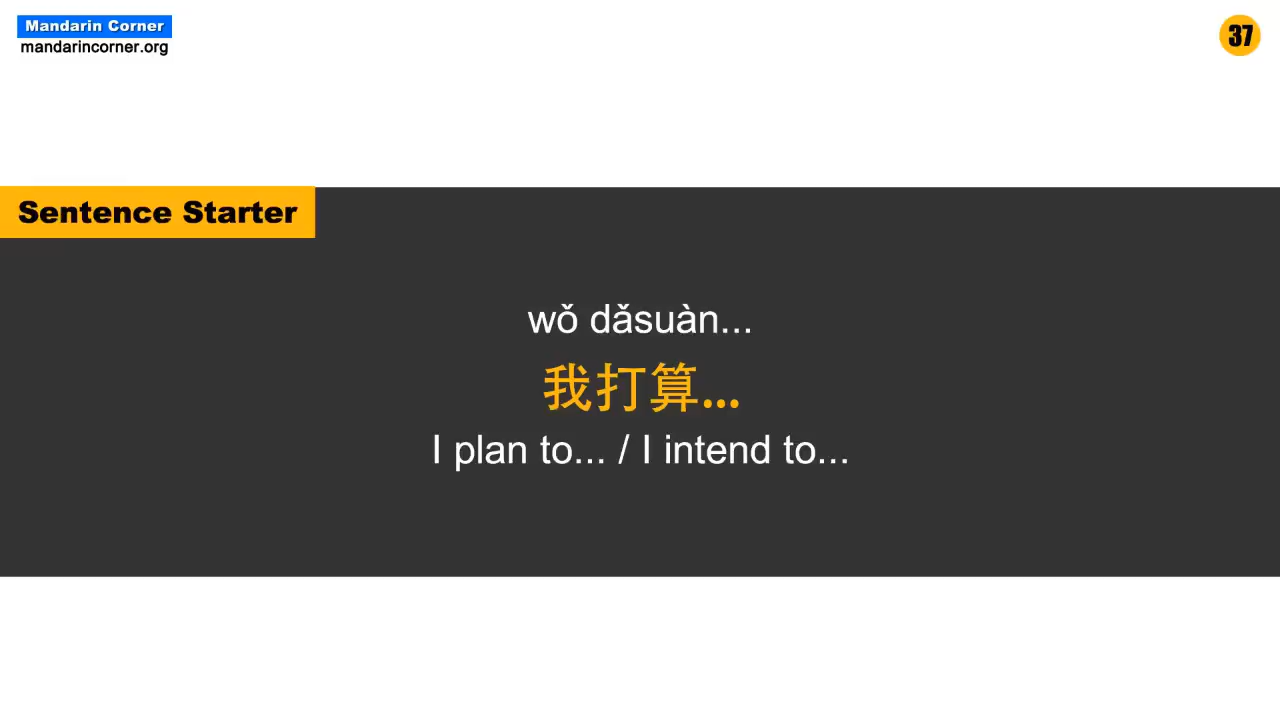 Mandarin Corner
mandarincorner.org
37
Sentence Starter
wǒ dǎsuàn...
我打算...
I plan to... / I intend to...